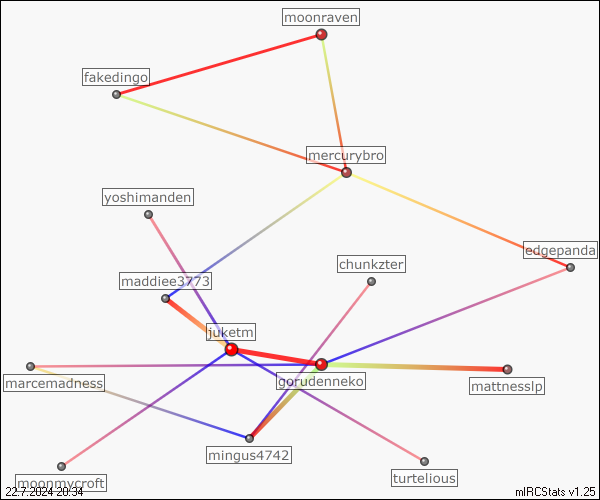 moonraven
fakedingo
mercurybro
yoshimanden
edgepanda
chunkzter
maddiee3773
juketm
gorudenneko
marcemadness
mattnesslp
mingus4742
moonmycroft
turtelious
22.7.2024 20:34
mIRCStats v1.25